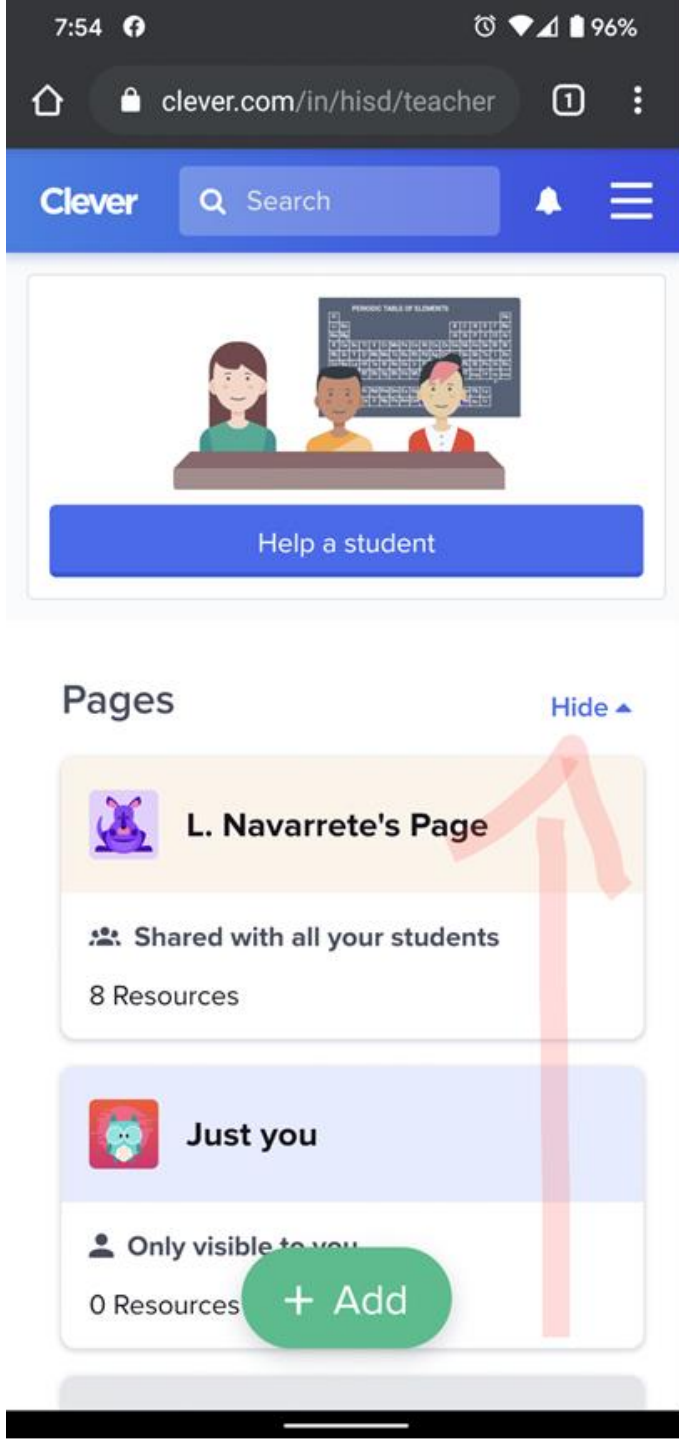 7:54 96%
clever.com/in/hisd/teacher 1
Clever Search
PERIODIC TABLE OF ELEMENTS
Help a student
Pages Hide
L. Navarrete's Page
Shared with all your students
8 Resources
Just you
Only visible to you
0 Resources + Add